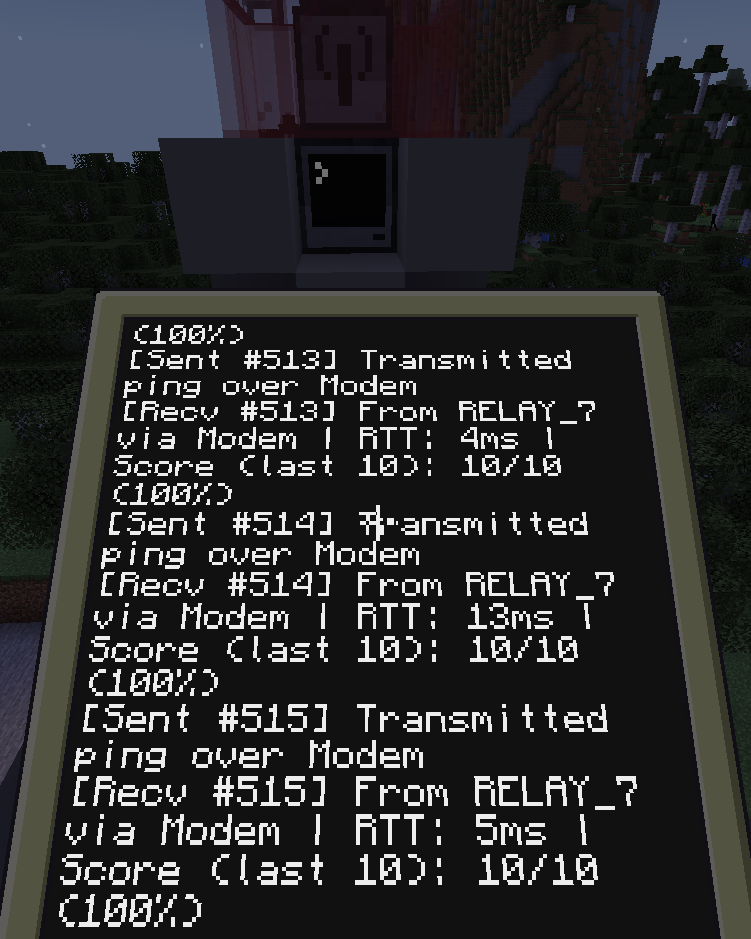 >
(100%)
[Sent #513] Transmitted
ping over Modem
[Recv #513] From RELAY_7
via Modem | RTT: 4ms |
Score (last 10): 10/10
(100%)
[Sent #514] Transmitted
ping over Modem
[Recv #514] From RELAY_7
via Modem | RTT: 13ms |
Score (last 10): 10/10
(100%)
[Sent #515] Transmitted
ping over Modem
[Recv #515] From RELAY_7
via Modem | RTT: 5ms |
Score (last 10): 10/10
(100%)